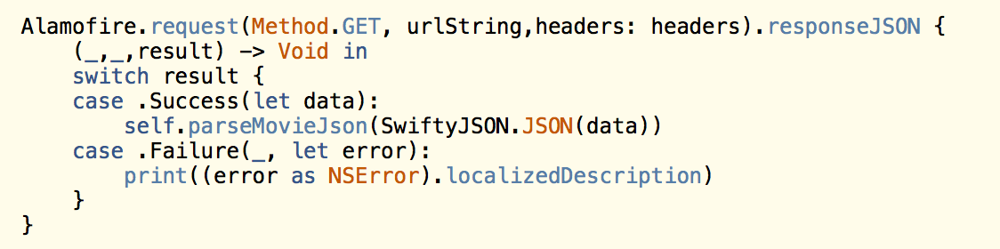 Alamofire.request(Method.GET, urlString,headers: headers).responseJSON {
    (_,_,result) -> Void in
    switch result {
    case .Success(let data):
        self.parseMovieJson(SwiftyJSON.JSON(data))
    case .Failure(_, let error):
        print((error as NSError).localizedDescription)
    }
}